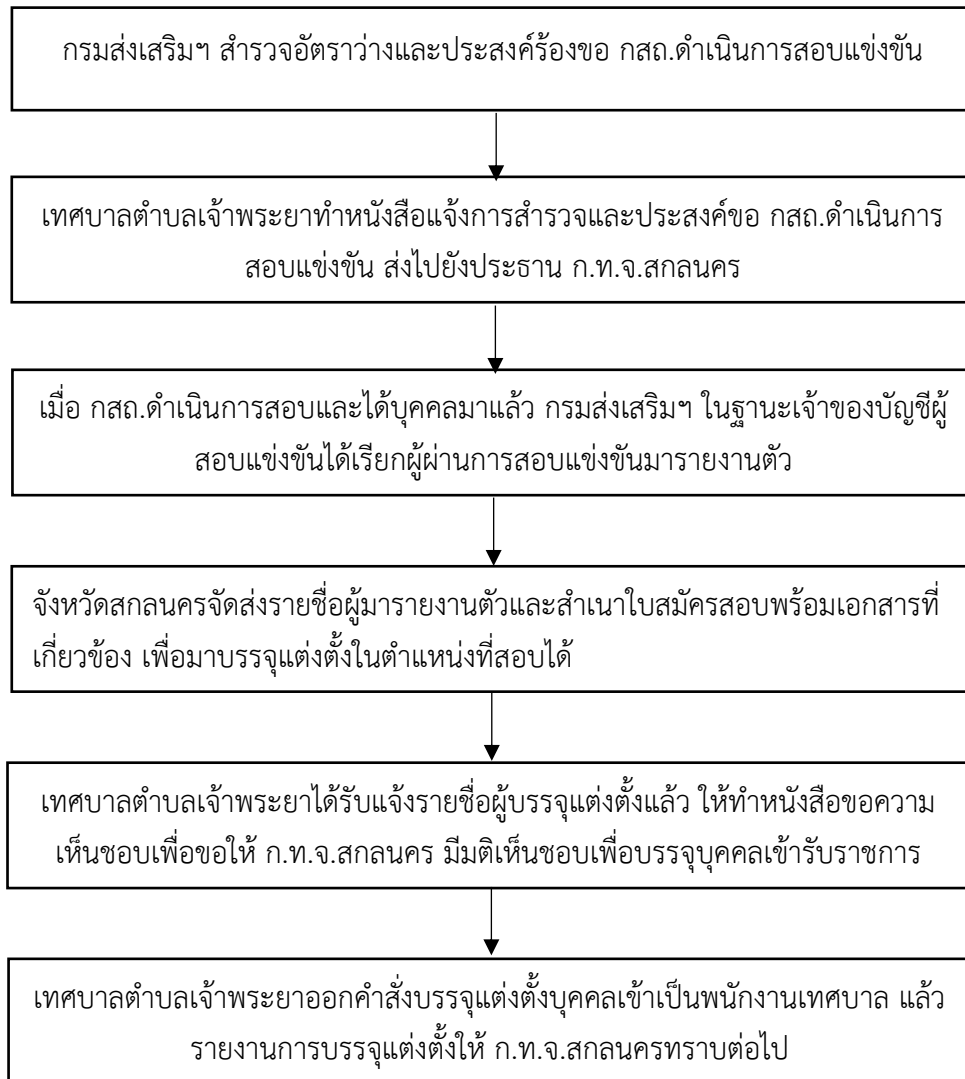 กรมส่งเสริมฯ สำรวจอัตราว่างและประสงค์ร้องขอ กสถ.ดำเนินการสอบแข่งขัน
เทศบาลตำบลเจ้าพระยาทำหนังสือแจ้งการสำรวจและประสงค์ขอ กสถ.ดำเนินการ
สอบแข่งขัน ส่งไปยังประธาน ก.ท.จ.สกลนคร
เมื่อ กสถ.ดำเนินการสอบและได้บุคคลมาแล้ว กรมส่งเสริมฯ ในฐานะเจ้าของบัญชีผู้
สอบแข่งขันได้เรียกผู้ผ่านการสอบแข่งขันมารายงานตัว
จังหวัดสกลนครจัดส่งรายชื่อผู้มารายงานตัวและสำเนาใบสมัครสอบพร้อมเอกสารที่
เกี่ยวข้อง เพื่อมาบรรจุแต่งตั้งในตำแหน่งที่สอบได้
เทศบาลตำบลเจ้าพระยาได้รับแจ้งรายชื่อผู้บรรจุแต่งตั้งแล้ว ให้ทำหนังสือขอความ
เห็นชอบเพื่อขอให้ ก.ท.จ.สกลนคร มีมติเห็นชอบเพื่อบรรจุบุคคลเข้ารับราชการ
เทศบาลตำบลเจ้าพระยาออกคำสั่งบรรจุแต่งตั้งบุคคลเข้าเป็นพนักงานเทศบาล แล้ว
รายงานการบรรจุแต่งตั้งให้ ก.ท.จ.สกลนครทราบต่อไป